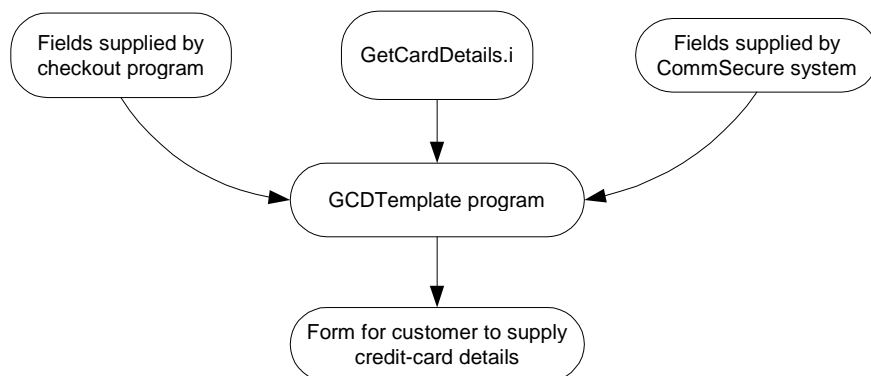 Fields supplied by
checkout program
GetCardDetails.i
Fields supplied by
CommSecure system
GCDTemplate program
Form for customer to supply
credit-card details